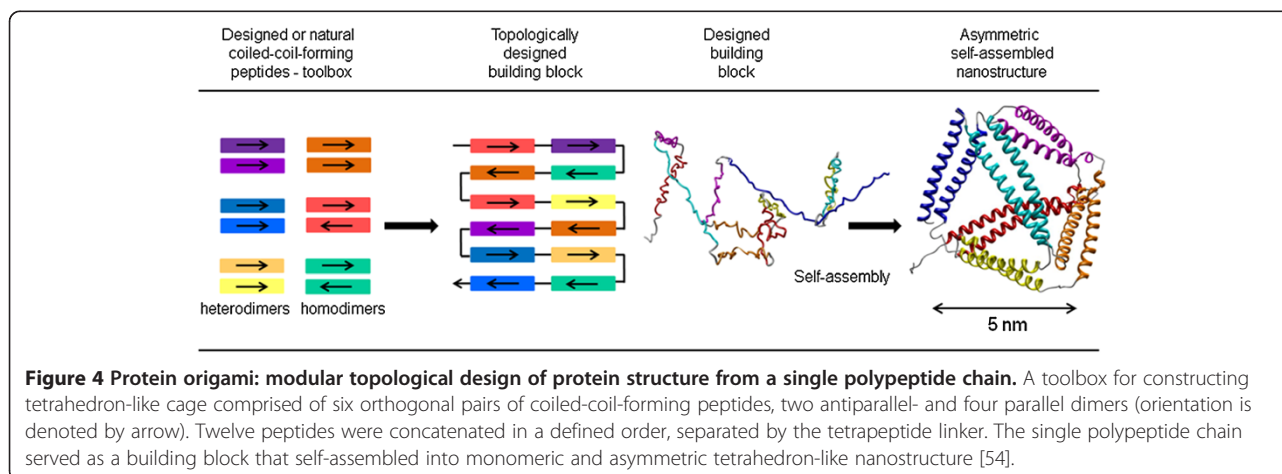 Designed or natural
coiled-coil-forming
peptides - toolbox
Topologically
designed
building block
Designed
building
block
Asymmetric
self-assembled
nanostructure
heterodimers
homodimers
Self-assembly
5 nm
Figure 4 Protein origami: modular topological design of protein structure from a single polypeptide chain. A toolbox for constructing
tetrahedron-like cage comprised of six orthogonal pairs of coiled-coil-forming peptides, two antiparallel- and four parallel dimers (orientation is
denoted by arrow). Twelve peptides were concatenated in a defined order, separated by the tetrapeptide linker. The single polypeptide chain
served as a building block that self-assembled into monomeric and asymmetric tetrahedron-like nanostructure [54].